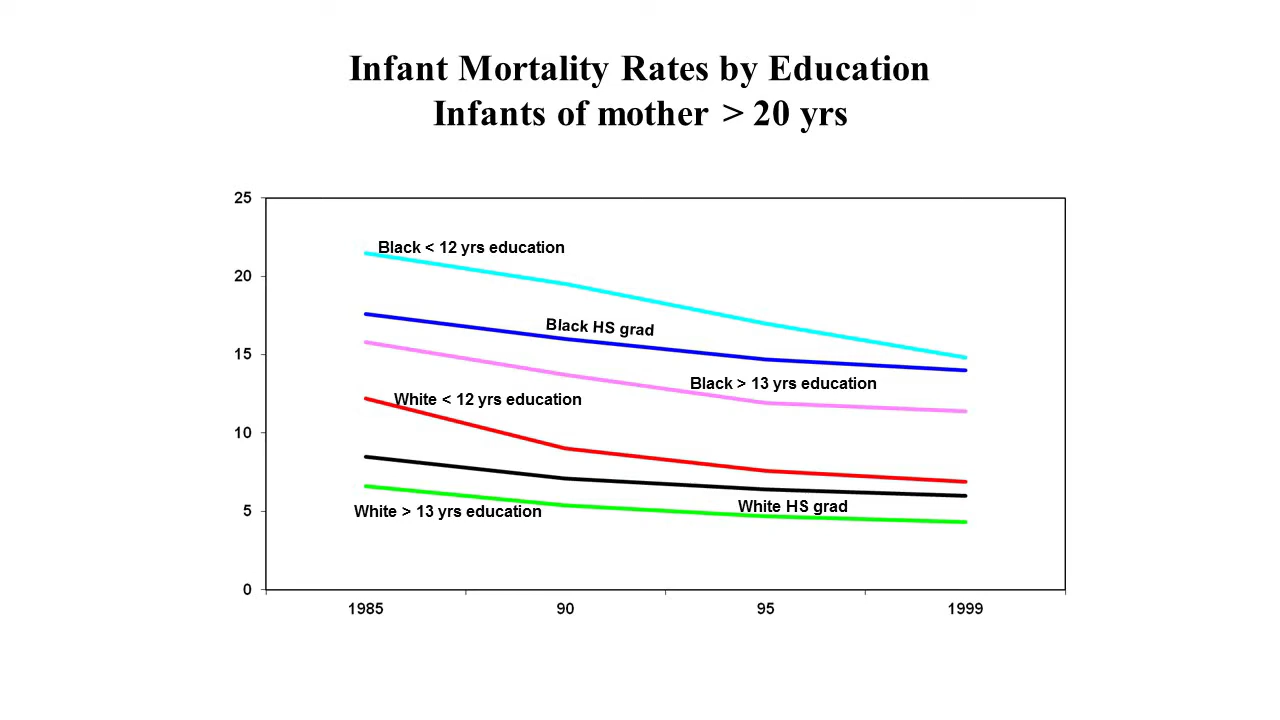 Infant Mortality Rates by Education
Infants of mother > 20 yrs
25
20
15
10
5
0
Black < 12 yrs education
Black HS grad
Black > 13 yrs education
White < 12 yrs education
White HS grad
White > 13 yrs education
1985
90
95
1999